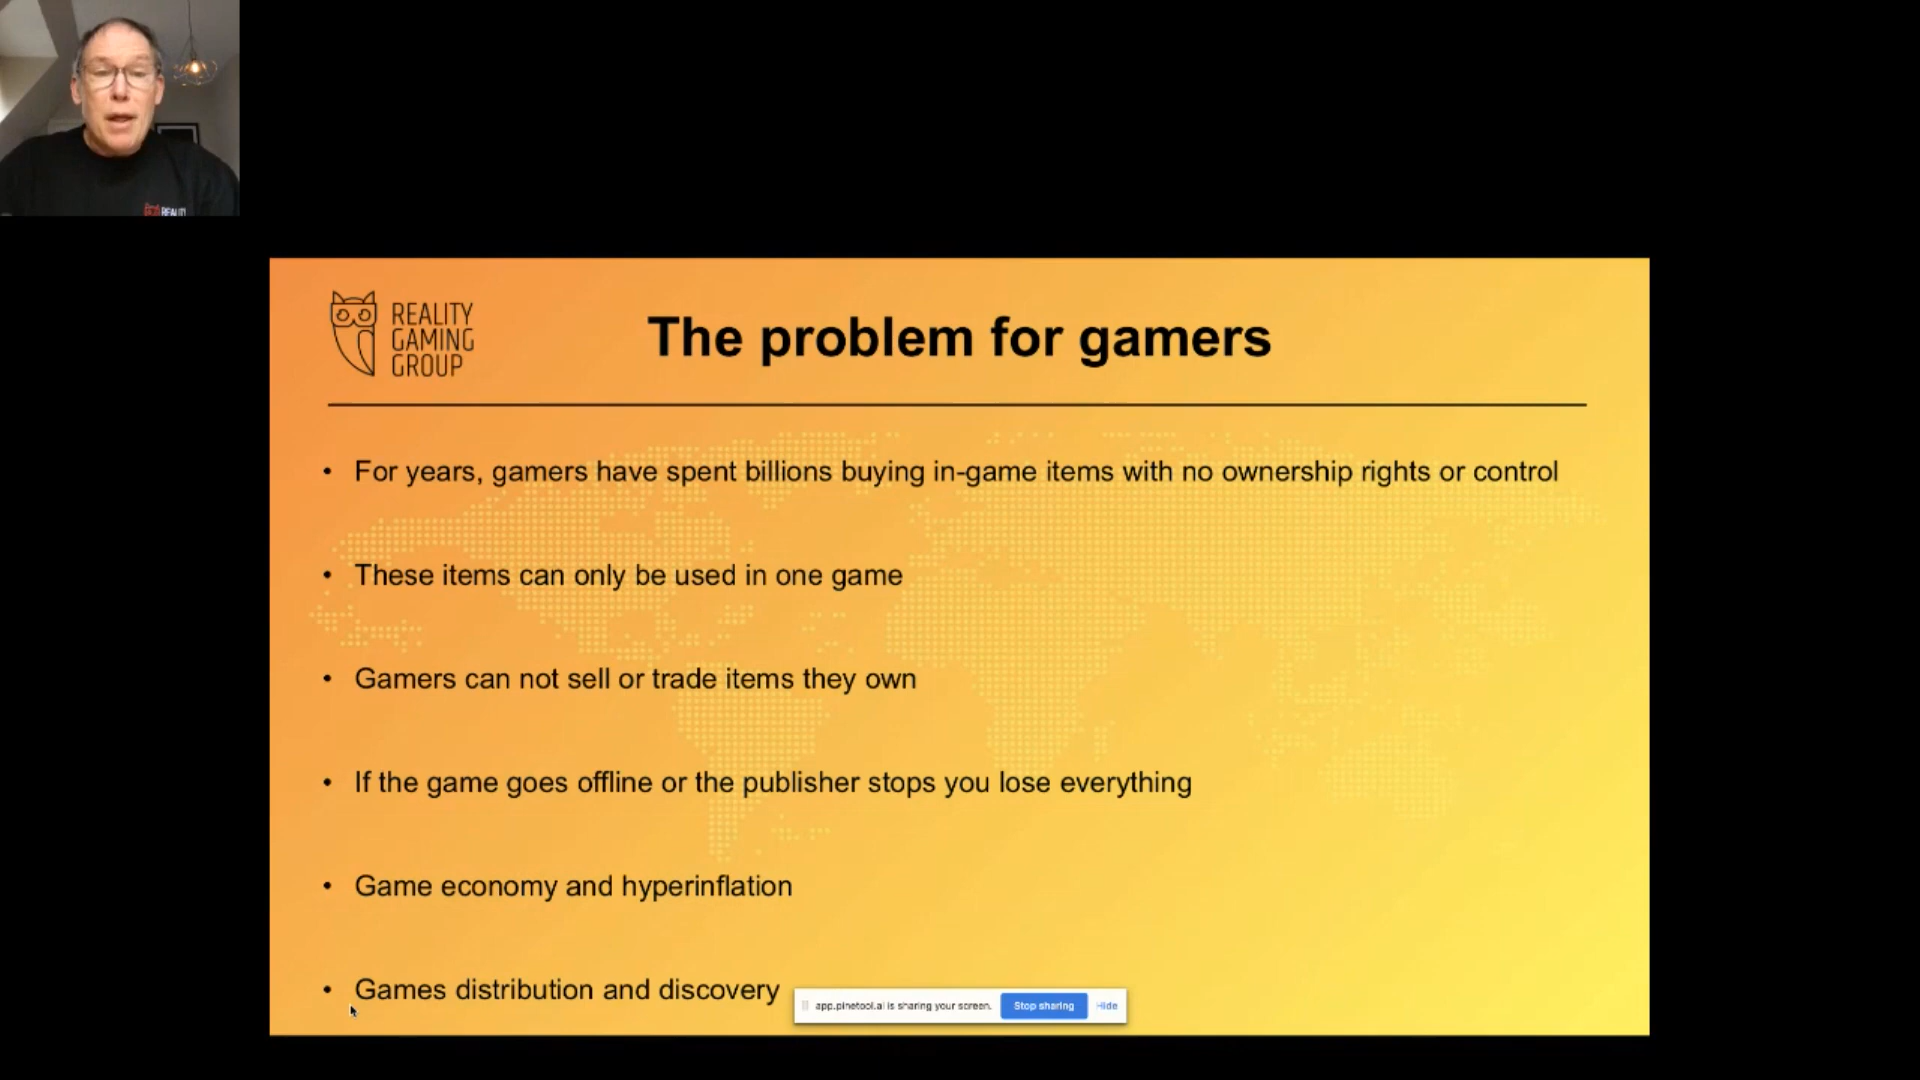 REALITY
REALITY
GAMING
GROUP
The problem for gamers
• For years, gamers have spent billions buying in-game items with no ownership rights or control
• These items can only be used in one game
• Gamers can not sell or trade items they own
• If the game goes offline or the publisher stops you lose everything
• Game economy and hyperinflation
• Games distribution and discovery
app.pinetool.ai is sharing your screen. Stop sharing Hide